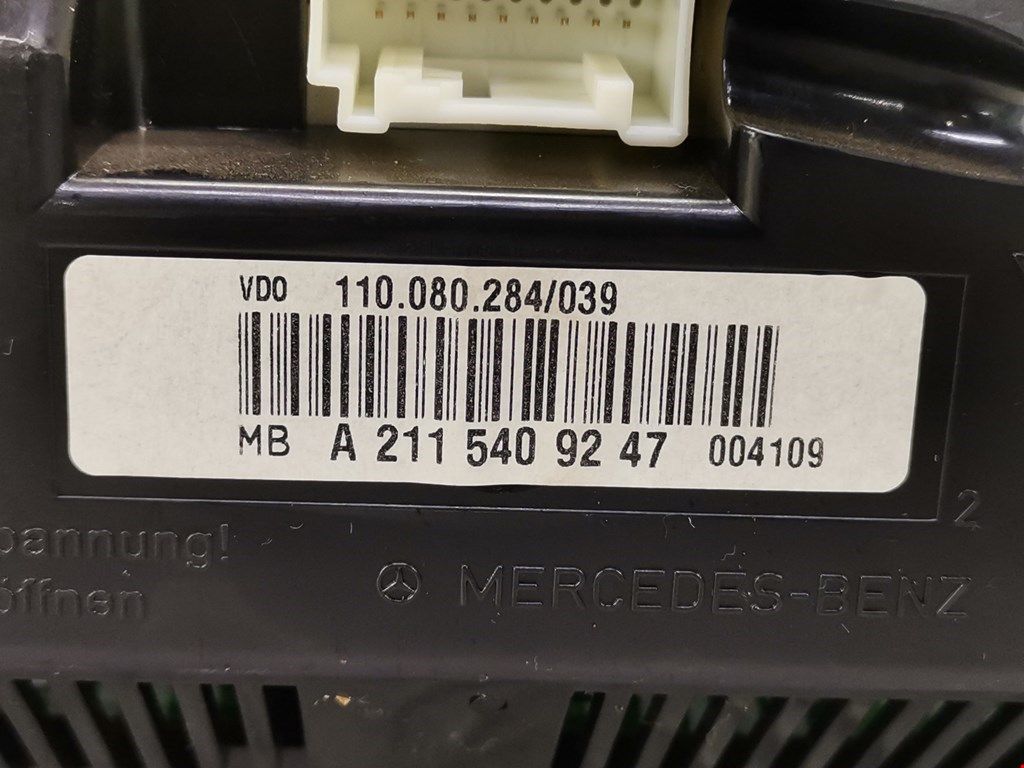 VDO 110.080.284/039
MB A 211 540 92 47 004109
2
pannung!
öffnen
MERCEDES-BENZ